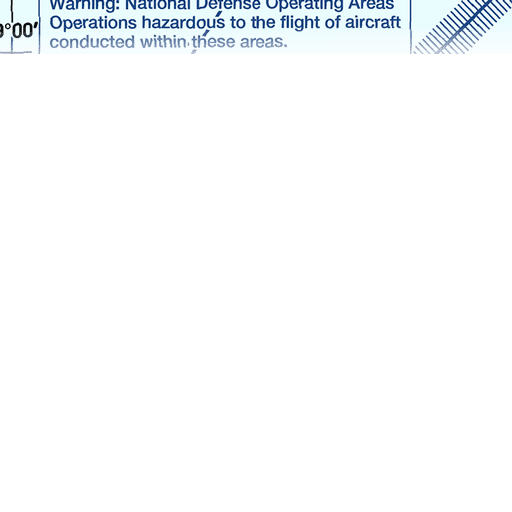 Warning: National Defense Operating Areas
9°00'
Operations hazardous to the flight of aircraft
conducted within these areas.